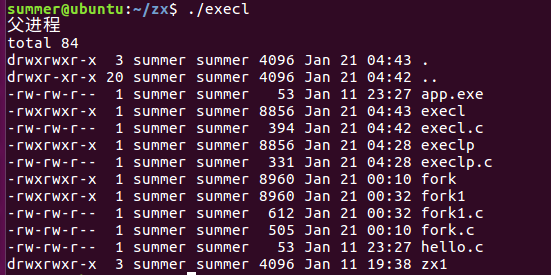 summer@ubuntu:~/zx$ ./execl
父进程
total 84
drwxrwxr-x  3 summer summer 4096 Jan 21 04:43 .
drwxr-xr-x 20 summer summer 4096 Jan 21 04:42 ..
-rw-rw-r--  1 summer summer   53 Jan 11 23:27 app.exe
-rwxrwxr-x  1 summer summer 8856 Jan 21 04:43 execl
-rw-rw-r--  1 summer summer  394 Jan 21 04:42 execl.c
-rwxrwxr-x  1 summer summer 8856 Jan 21 04:28 execlp
-rw-rw-r--  1 summer summer  331 Jan 21 04:28 execlp.c
-rwxrwxr-x  1 summer summer 8960 Jan 21 00:10 fork
-rwxrwxr-x  1 summer summer 8960 Jan 21 00:32 fork1
-rw-rw-r--  1 summer summer  612 Jan 21 00:32 fork1.c
-rw-rw-r--  1 summer summer  505 Jan 21 00:10 fork.c
-rw-rw-r--  1 summer summer   53 Jan 11 23:27 hello.c
drwxrwxr-x  3 summer summer 4096 Jan 11 19:38 zx1